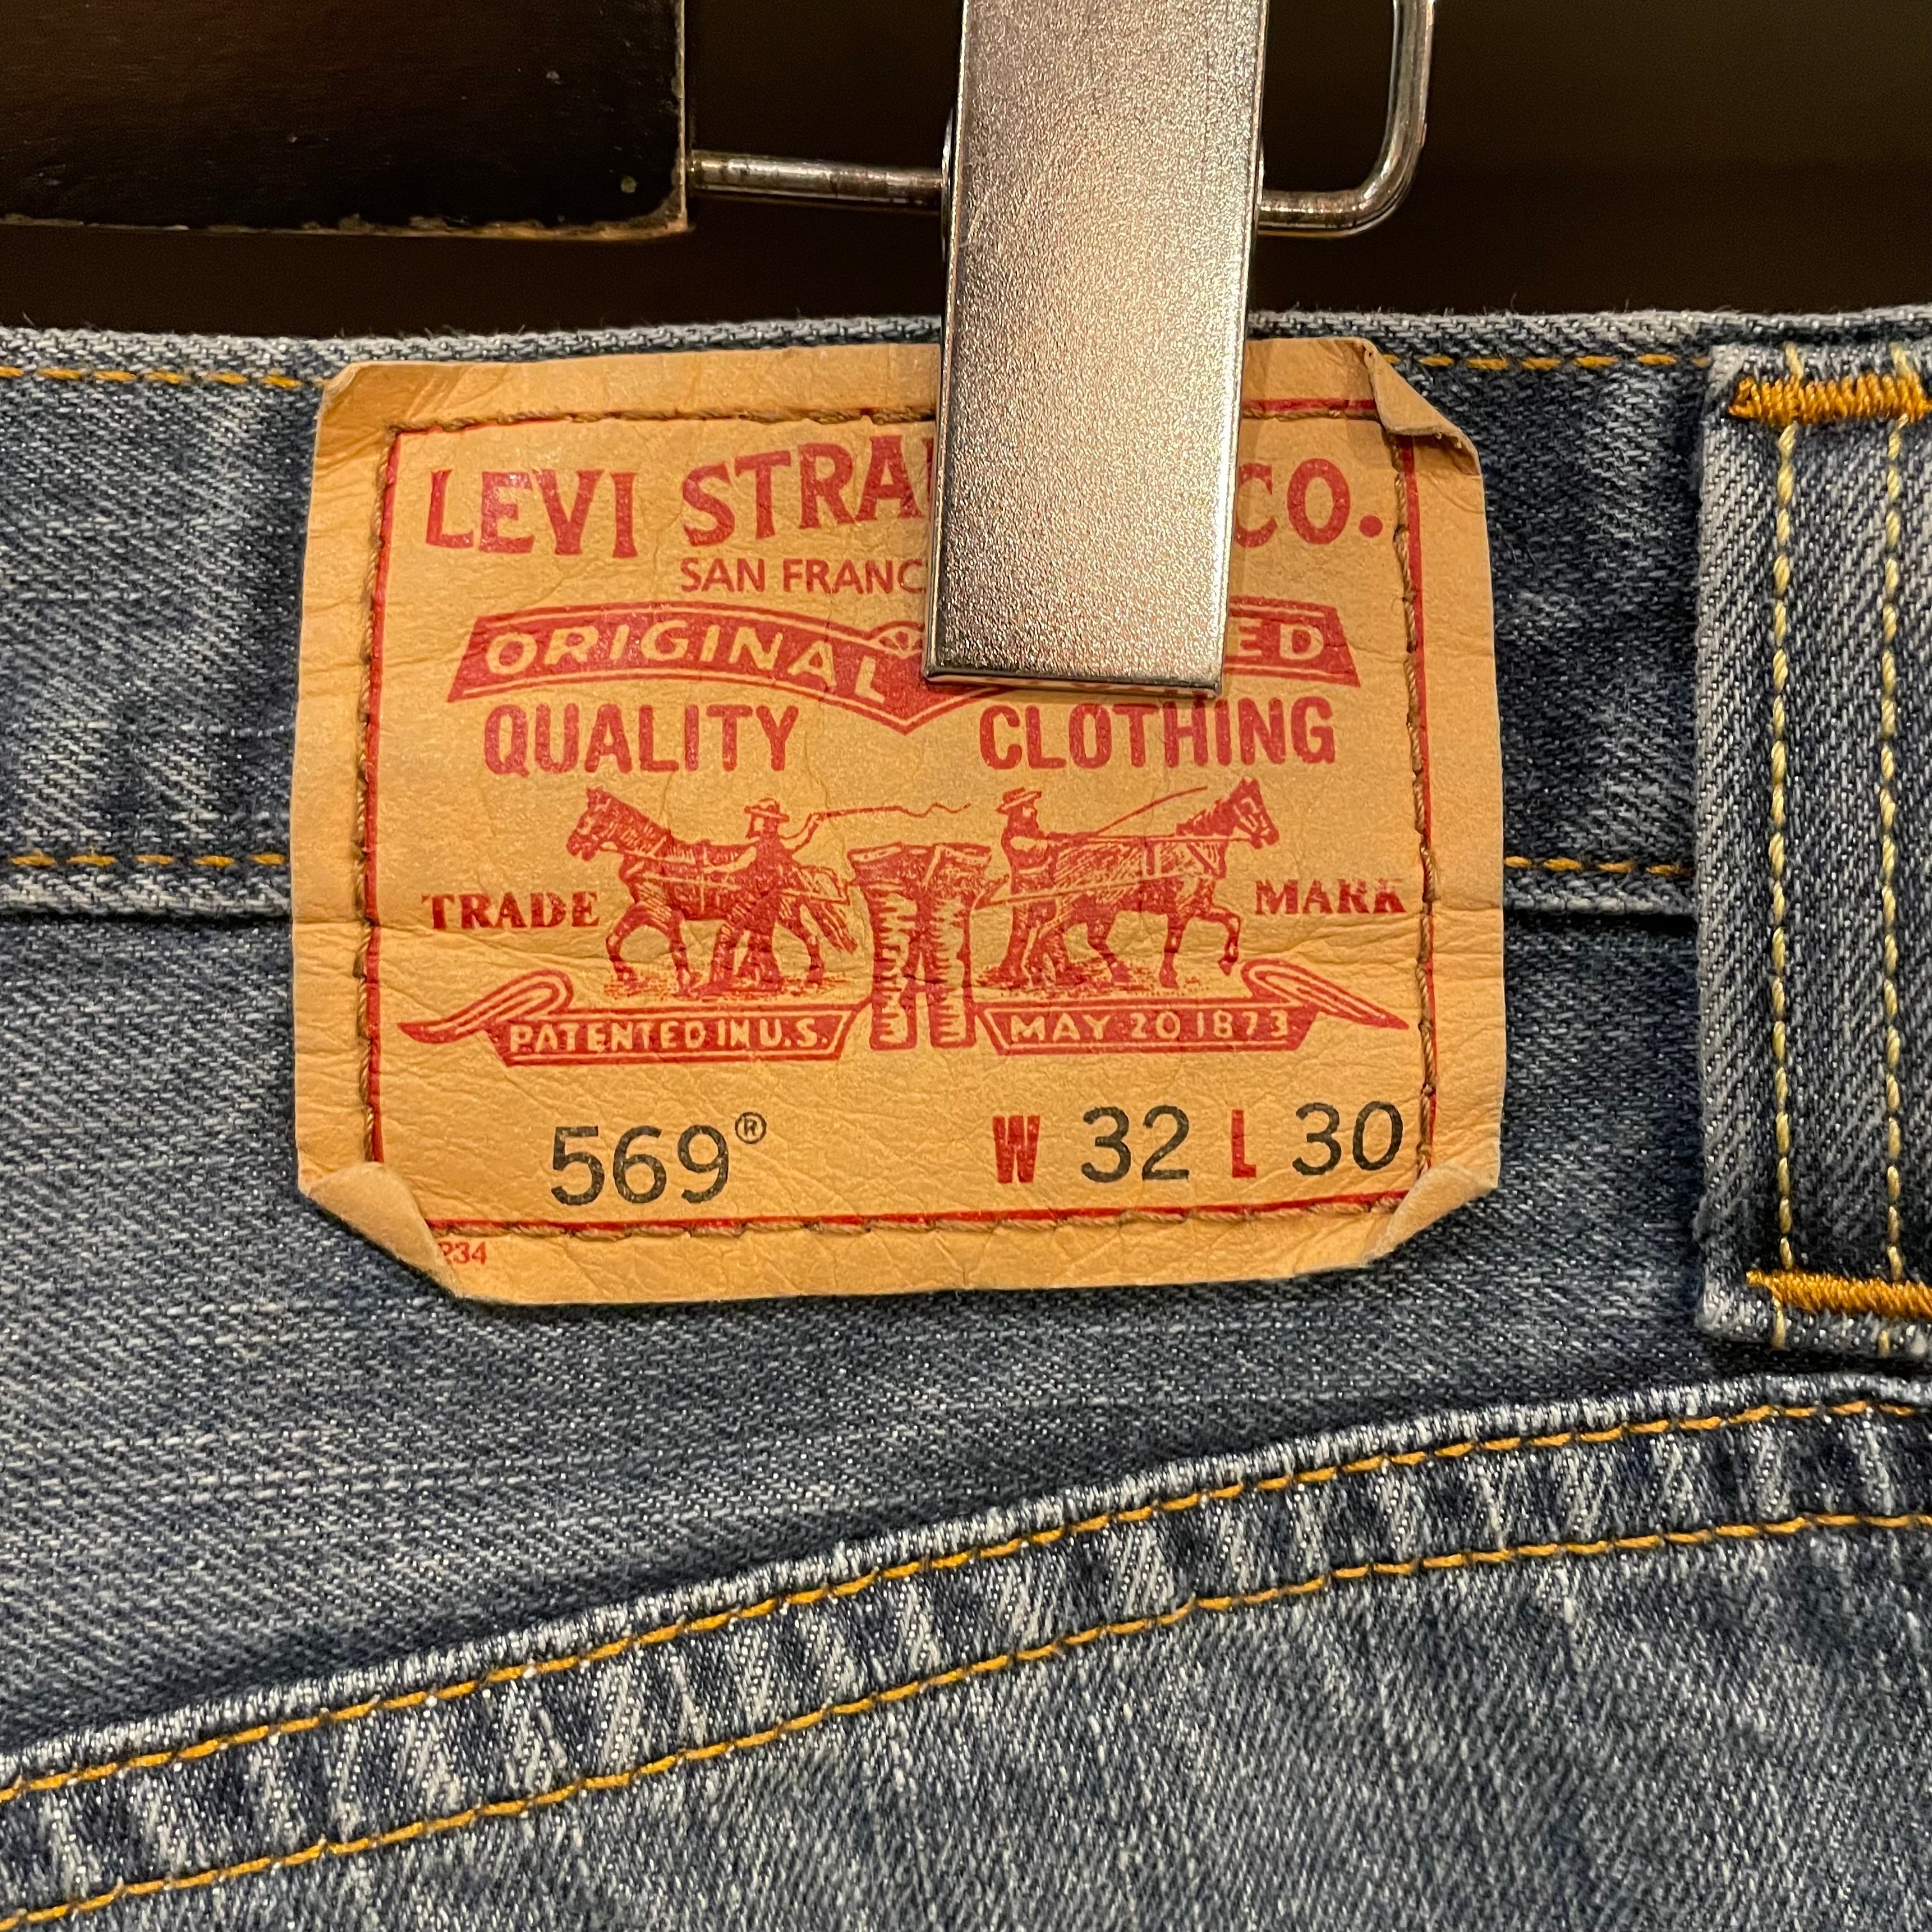 LEVI STRA CO.
SAN FRANC
ORIGINAL ED
QUALITY CLOTHING
TRADE MARK
PATENTED IN U.S. MAY 20 1873
569® W 32 L 30
234